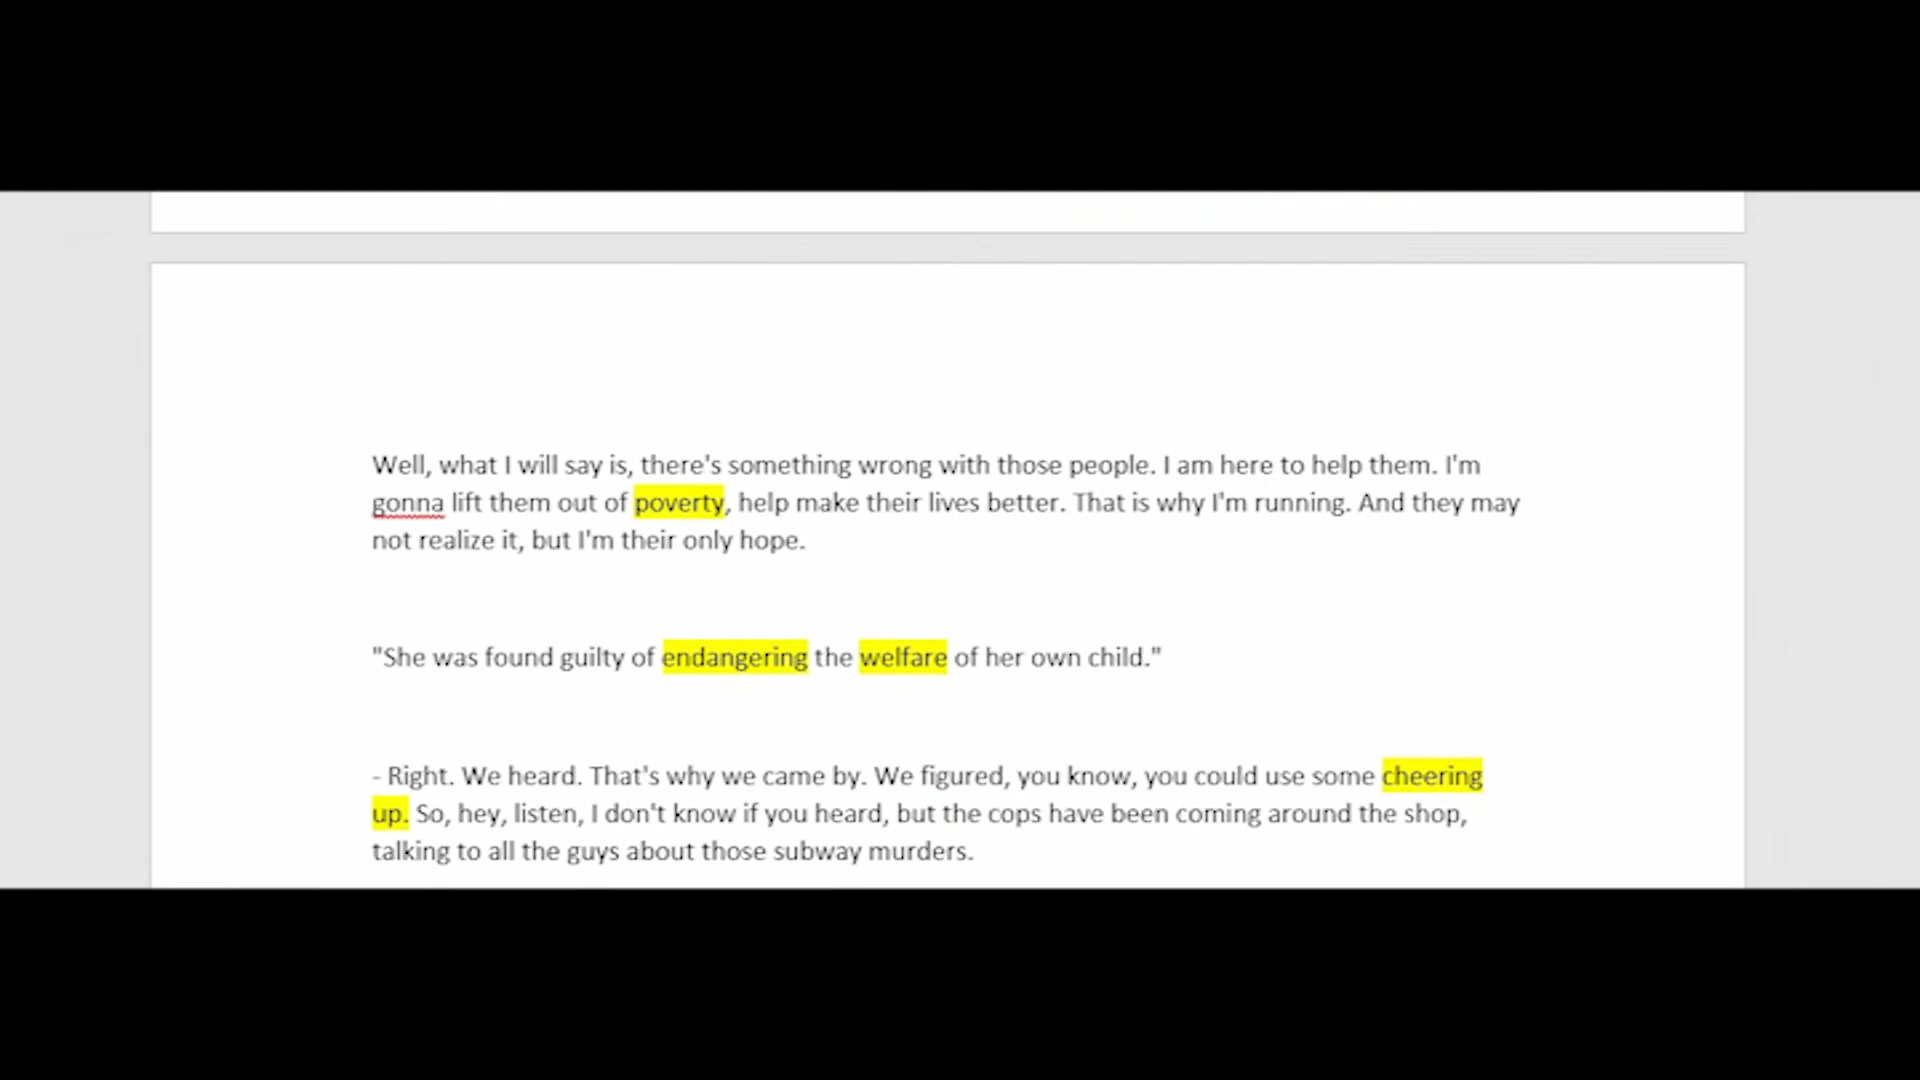 Well, what I will say is, there's something wrong with those people. I am here to help them. I'm
gonna lift them out of poverty, help make their lives better. That is why I'm running. And they may
not realize it, but I'm their only hope.
"She was found guilty of endangering the welfare of her own child."
- Right. We heard. That's why we came by. We figured, you know, you could use some cheering
up. So, hey, listen, I don't know if you heard, but the cops have been coming around the shop,
talking to all the guys about those subway murders.